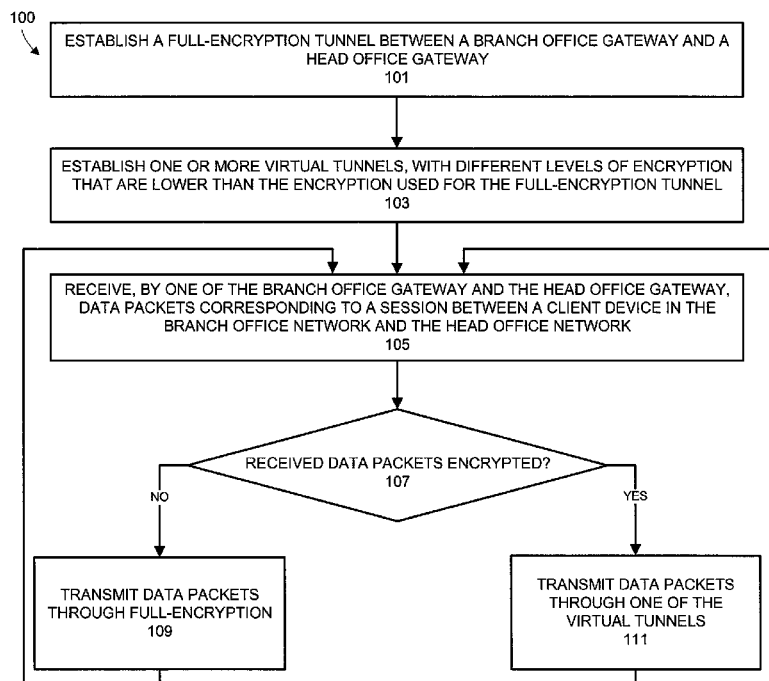 100
ESTABLISH A FULL-ENCRYPTION TUNNEL BETWEEN A BRANCH OFFICE GATEWAY AND A
HEAD OFFICE GATEWAY
101
ESTABLISH ONE OR MORE VIRTUAL TUNNELS, WITH DIFFERENT LEVELS OF ENCRYPTION
THAT ARE LOWER THAN THE ENCRYPTION USED FOR THE FULL-ENCRYPTION TUNNEL
103
RECEIVE, BY ONE OF THE BRANCH OFFICE GATEWAY AND THE HEAD OFFICE GATEWAY,
DATA PACKETS CORRESPONDING TO A SESSION BETWEEN A CLIENT DEVICE IN THE
BRANCH OFFICE NETWORK AND THE HEAD OFFICE NETWORK
105
RECEIVED DATA PACKETS ENCRYPTED?
107
NO
YES
TRANSMIT DATA PACKETS
THROUGH FULL-ENCRYPTION
109
TRANSMIT DATA PACKETS
THROUGH ONE OF THE
VIRTUAL TUNNELS
111